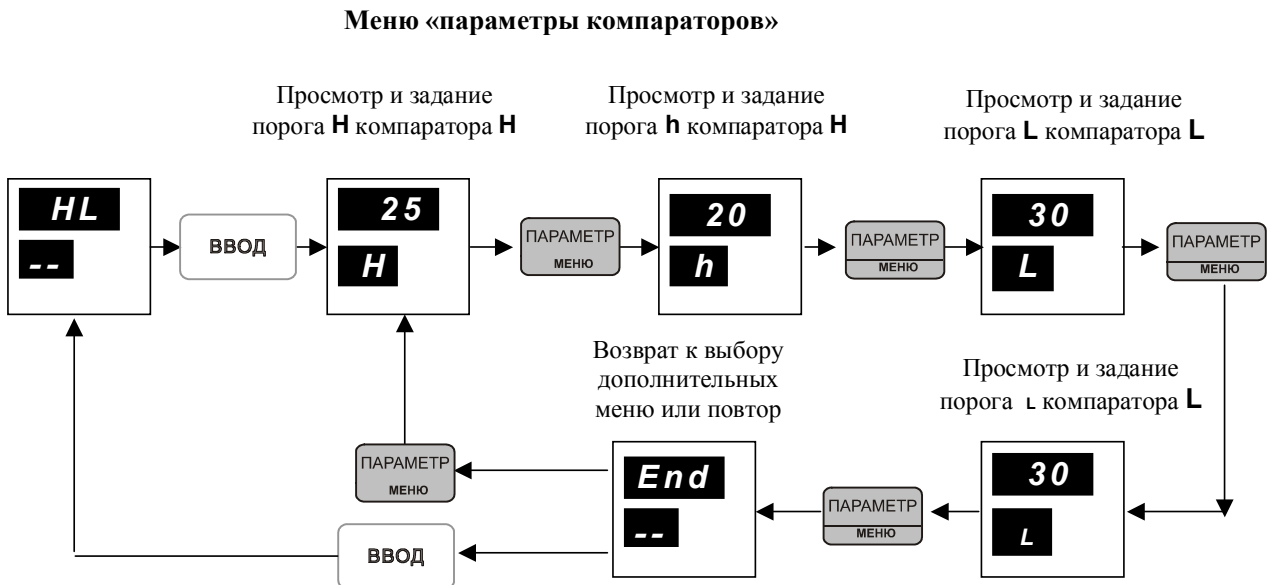 Меню «параметры компараторов»
Просмотр и задание
порога H компаратора H
Просмотр и задание
порога h компаратора H
Просмотр и задание
порога L компаратора L
HL
--
ВВОД
25
H
ПАРАМЕТР
МЕНЮ
20
h
ПАРАМЕТР
МЕНЮ
30
L
ПАРАМЕТР
МЕНЮ
Возврат к выбору
дополнительных
меню или повтор
Просмотр и задание
порога ʟ компаратора L
ПАРАМЕТР
МЕНЮ
ВВОД
End
--
ПАРАМЕТР
МЕНЮ
30
ʟ